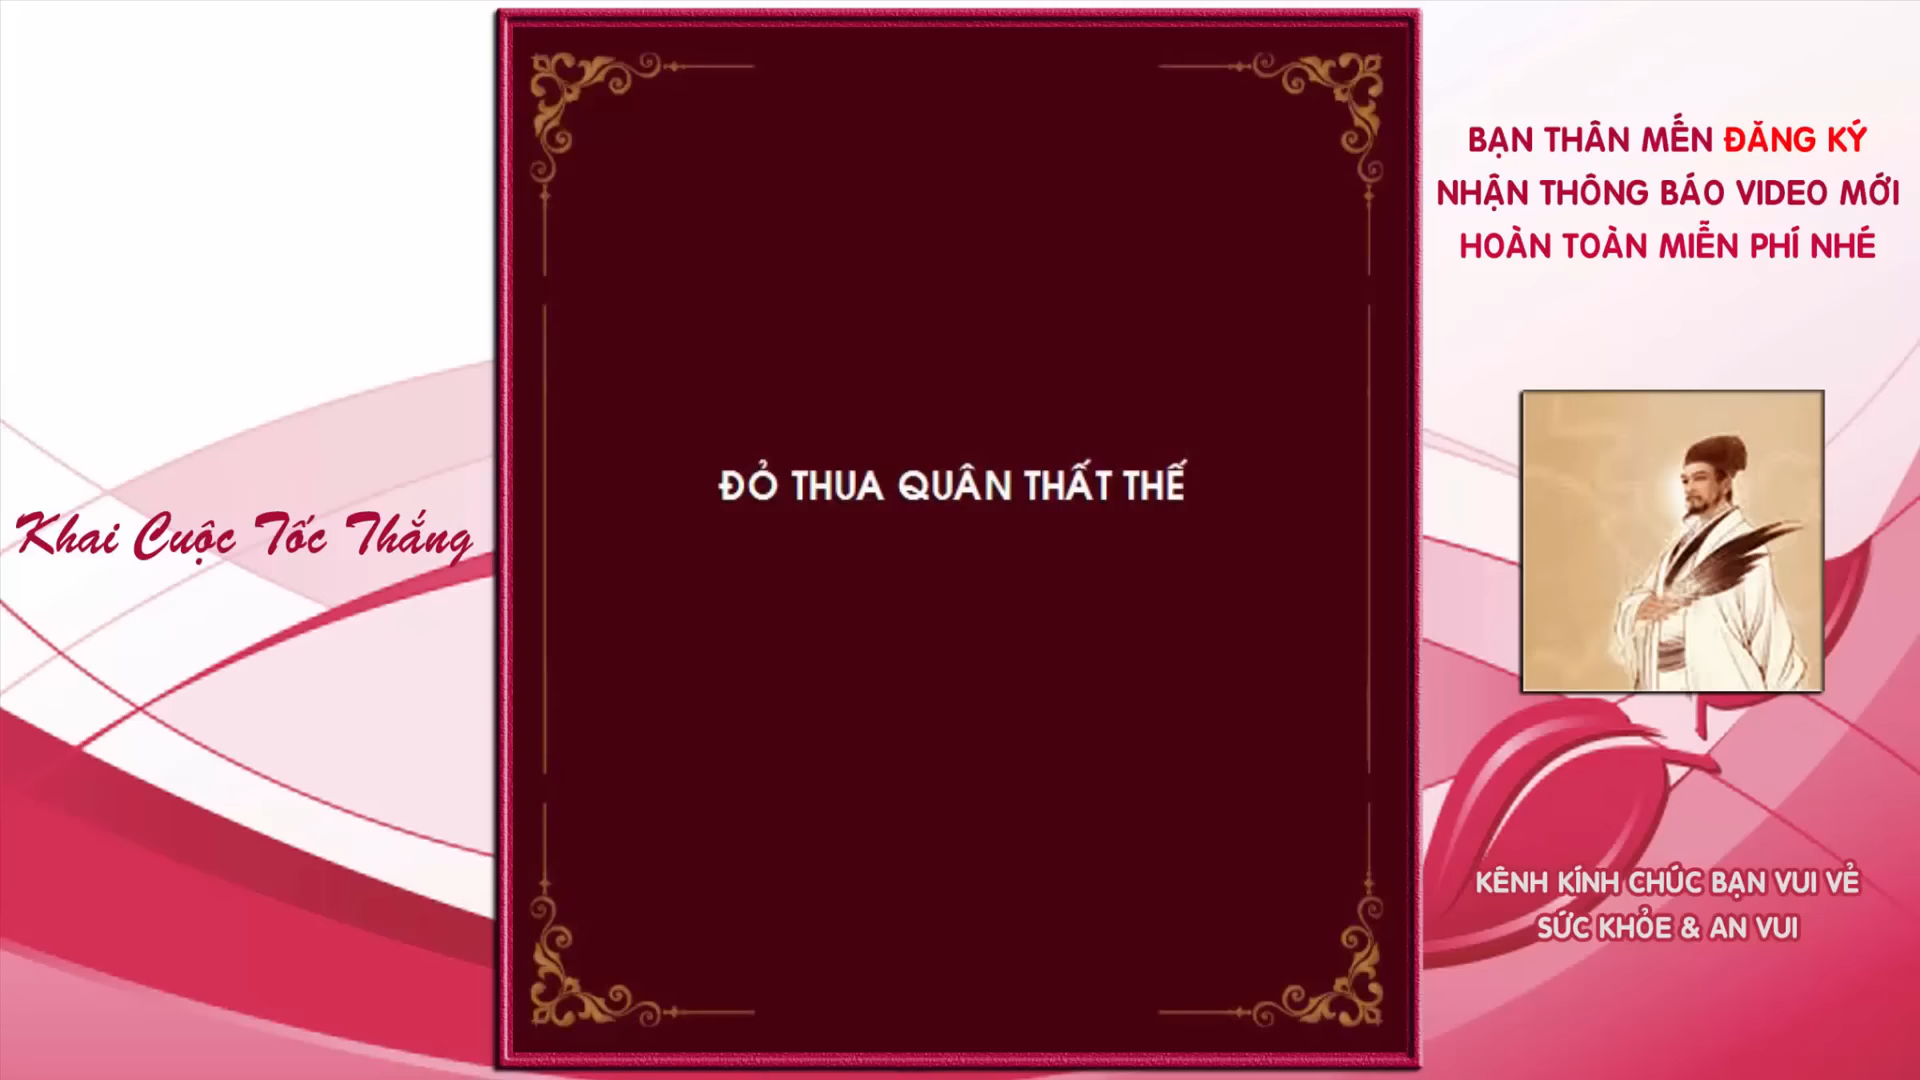 Khai Cuộc Tốc Thắng
ĐỎ THUA QUÂN THẤT THẾ
BẠN THÂN MẾN ĐĂNG KÝ
NHẬN THÔNG BÁO VIDEO MỚI
HOÀN TOÀN MIỄN PHÍ NHÉ
KÊNH KÍNH CHÚC BẠN VUI VẺ
SỨC KHỎE & AN VUI